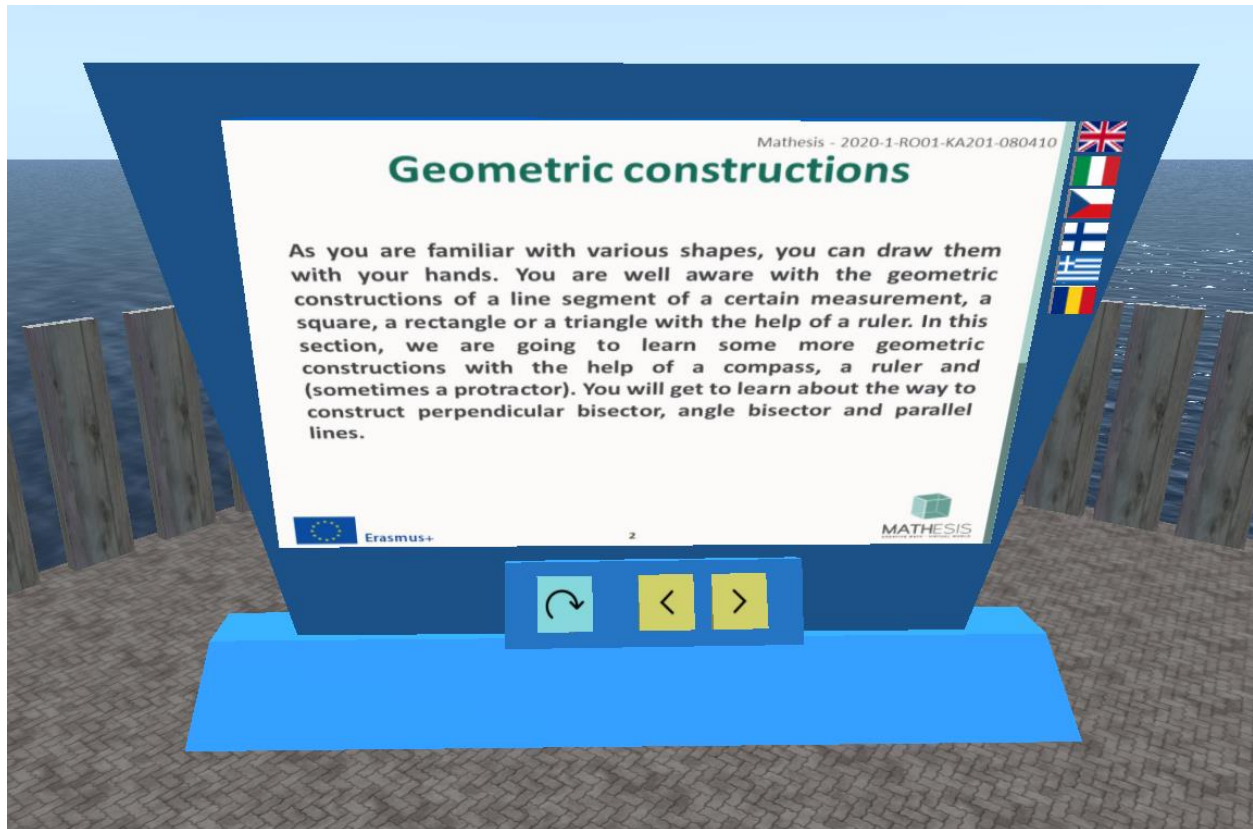 Mathesis - 2020-1-RO01-KA201-080410
Geometric constructions
As you are familiar with various shapes, you can draw them
with your hands. You are well aware with the geometric
constructions of a line segment of a certain measurement, a
square, a rectangle or a triangle with the help of a ruler. In this
section, we are going to learn some more geometric
constructions with the help of a compass, a ruler and
(sometimes a protractor). You will get to learn about the way to
construct perpendicular bisector, angle bisector and parallel
lines.
Erasmus+
2
MATHESIS